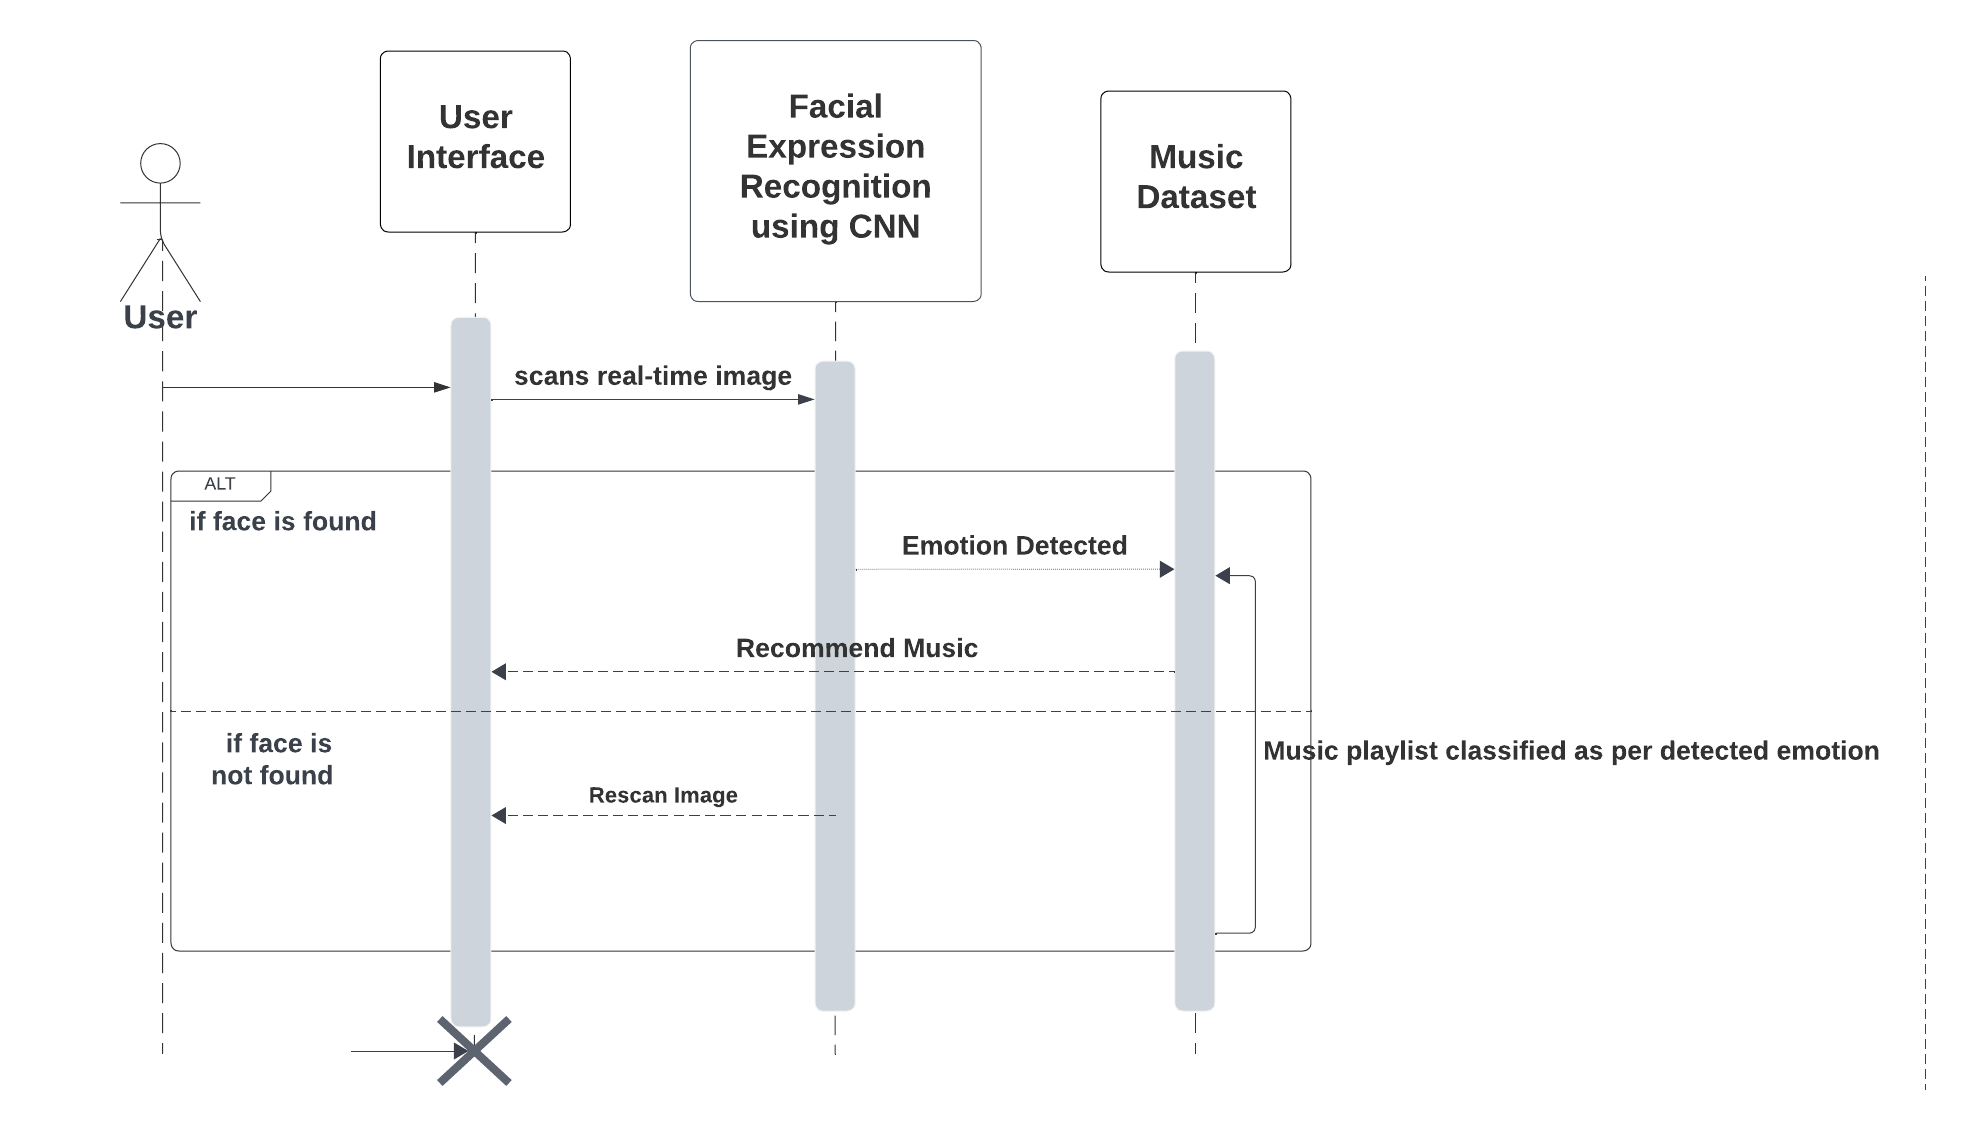 User
Interface
Facial
Expression
Recognition
using CNN
Music
Dataset
User
scans real-time image
ALT
if face is found
Emotion Detected
Recommend Music
if face is
not found
Music playlist classified as per detected emotion
Rescan Image